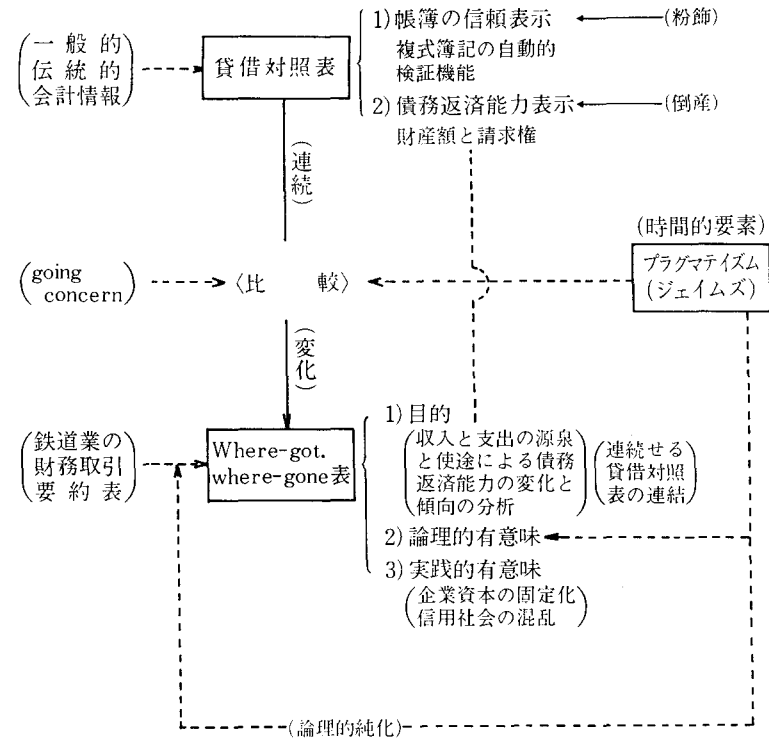 一般的
伝統的
会計情報
貸借対照表
1)帳簿の信頼表示
(粉飾)
複式簿記の自動的
検証機能
2)債務返済能力表示
(倒産)
財産額と請求権
(連続)
(時間的要素)
プラグマテイズム
(ジェイムズ)
(going
concern)
〈比 較〉
(変化)
鉄道業の
財務取引
要約表
Where-got.
where-gone表
1)目的
(収入と支出の源泉
と使途による債務
返済能力の変化と
傾向の分析)
(連続せる
貸借対照
表の連結)
2)論理的有意味
3)実践的有意味
(企業資本の固定化
信用社会の混乱)
(論理的純化)